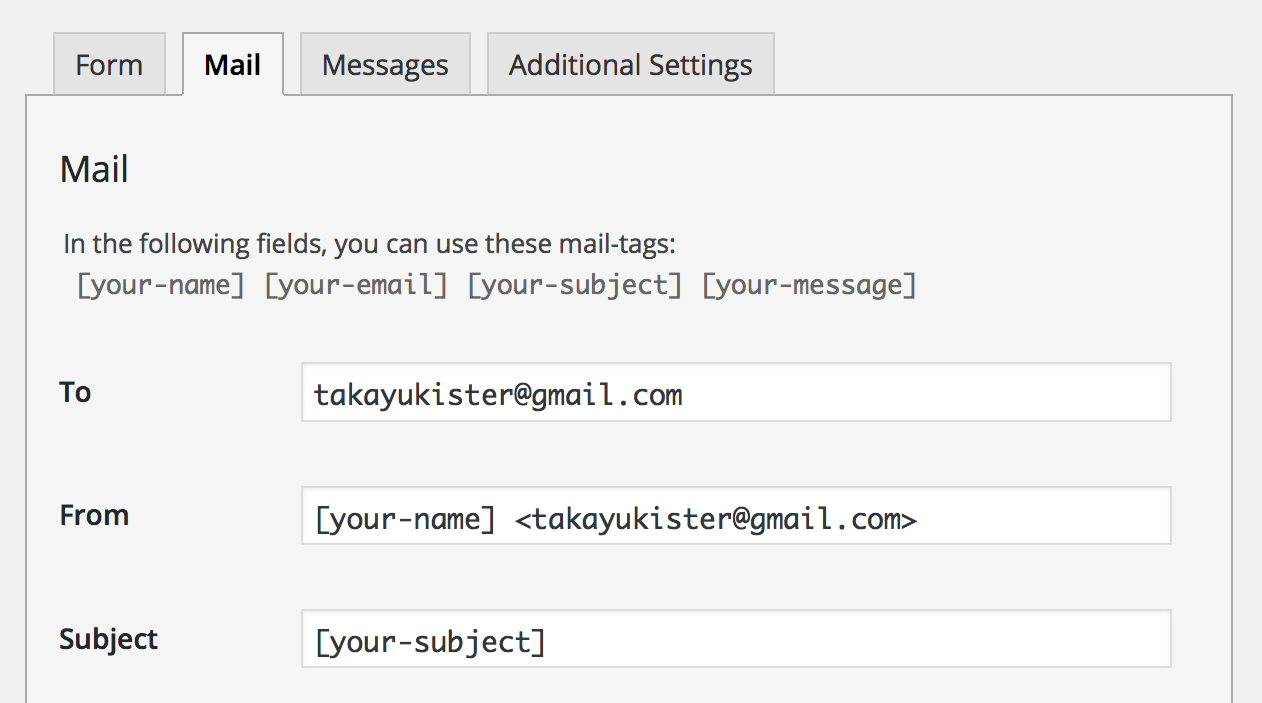 Form Mail Messages Additional Settings
Mail
In the following fields, you can use these mail-tags:
[your-name] [your-email] [your-subject] [your-message]
To takayukister@gmail.com
From [your-name] <takayukister@gmail.com>
Subject [your-subject]